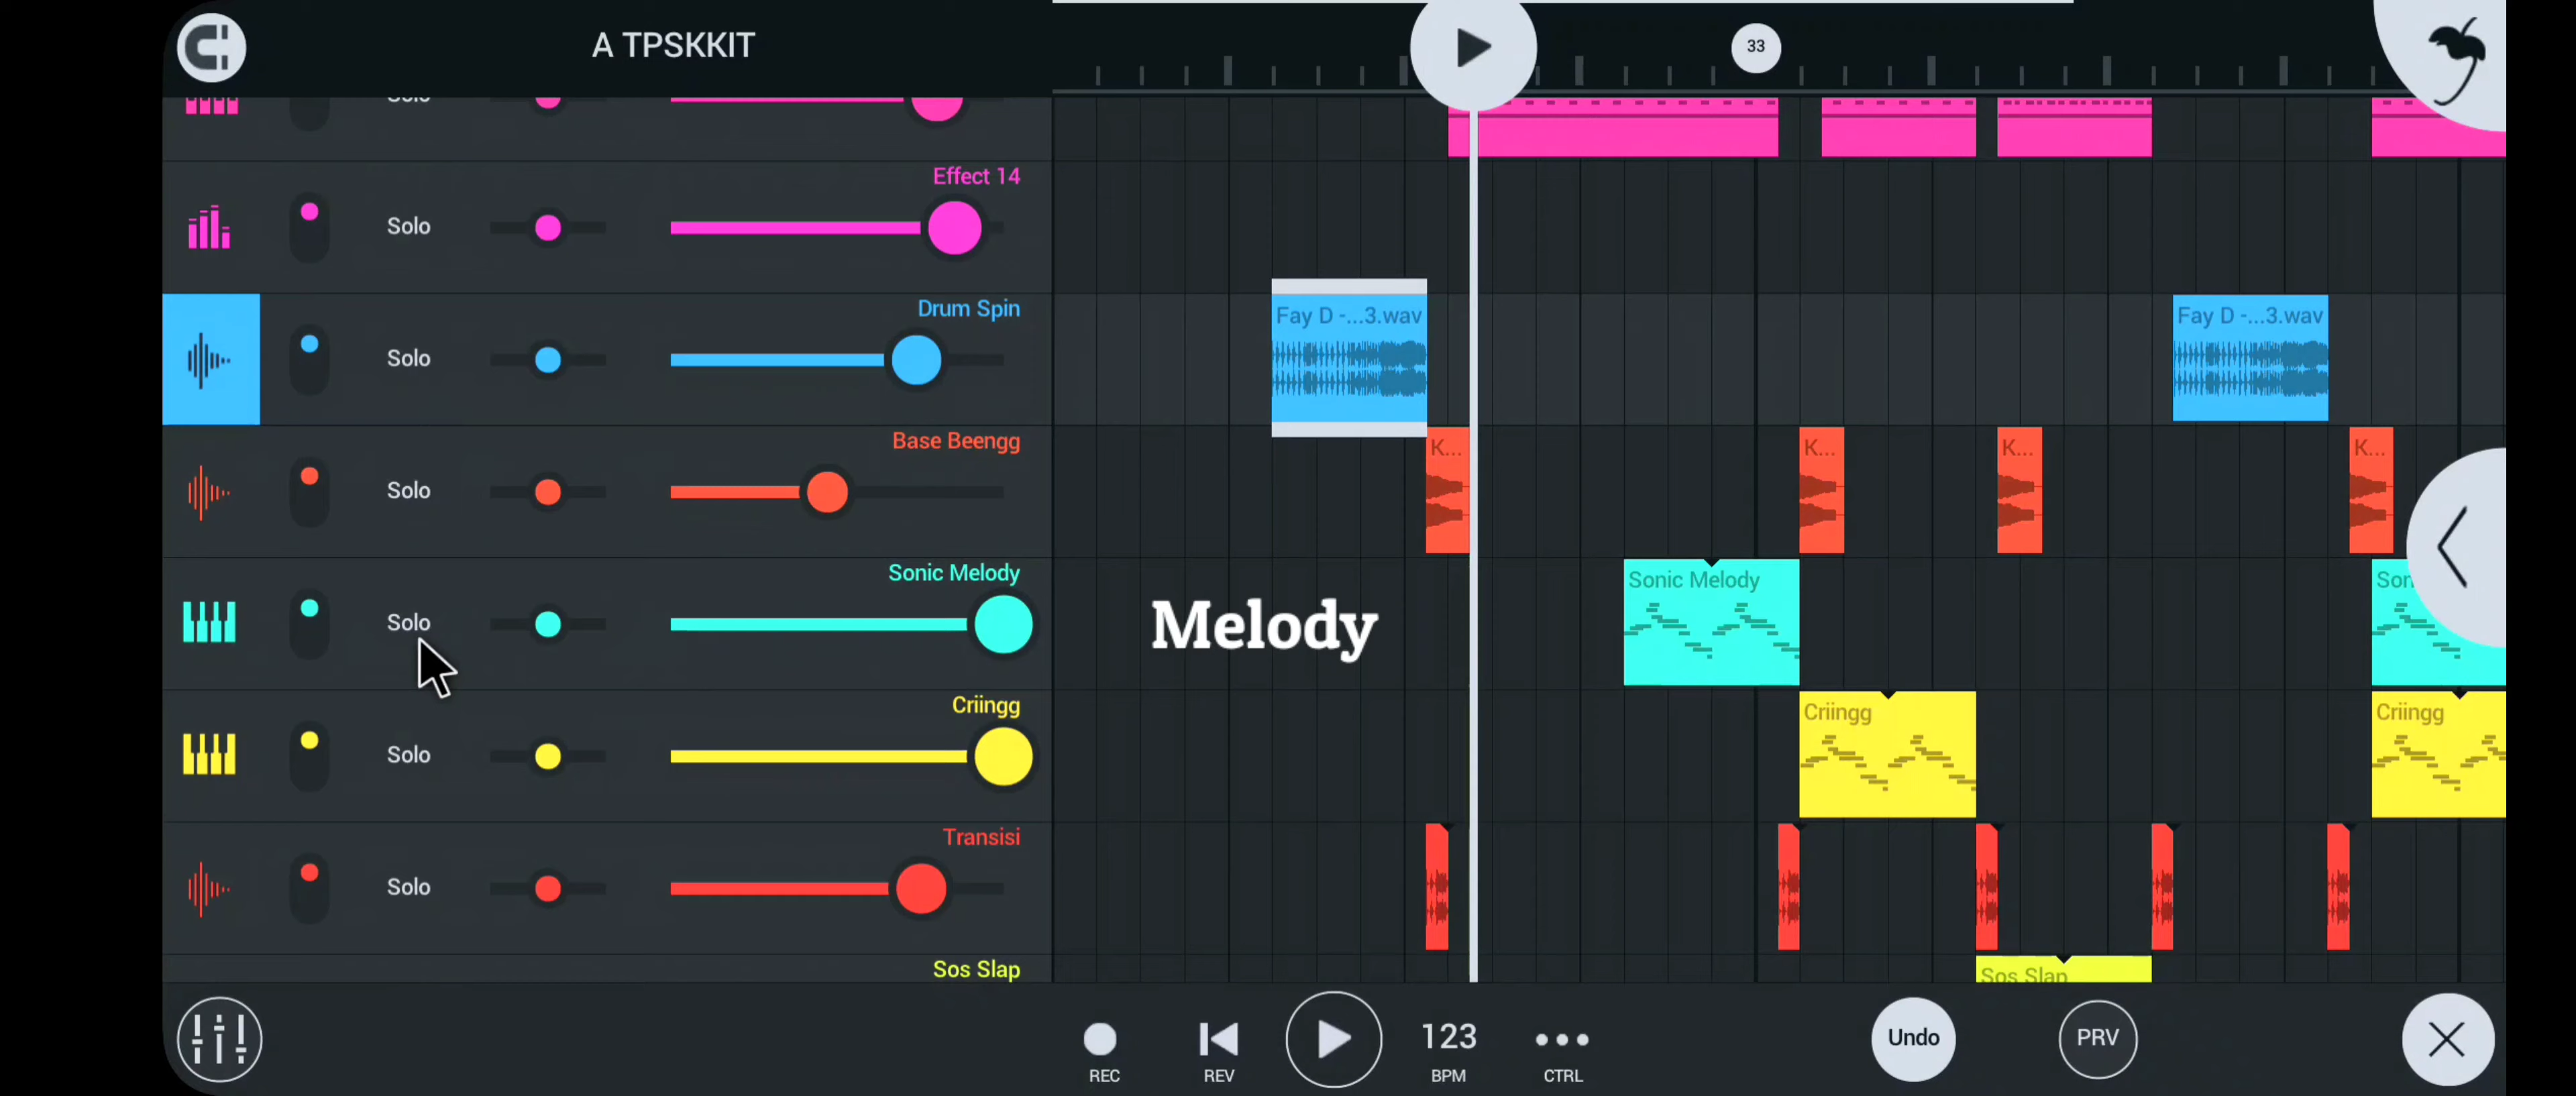 A TPSKKIT
33
Solo
Effect 14
Solo
Drum Spin
Solo
Fay D -...3.wav
Fay D -...3.wav
Base Beengg
Solo
K...
K...
K...
K...
Sonic Melody
Solo
Melody
Sonic Melody
Son
Criingg
Solo
Criingg
Criingg
Transisi
Solo
Sos Slap
Sos Slap
REC
REV
123
BPM
CTRL
Undo
PRV